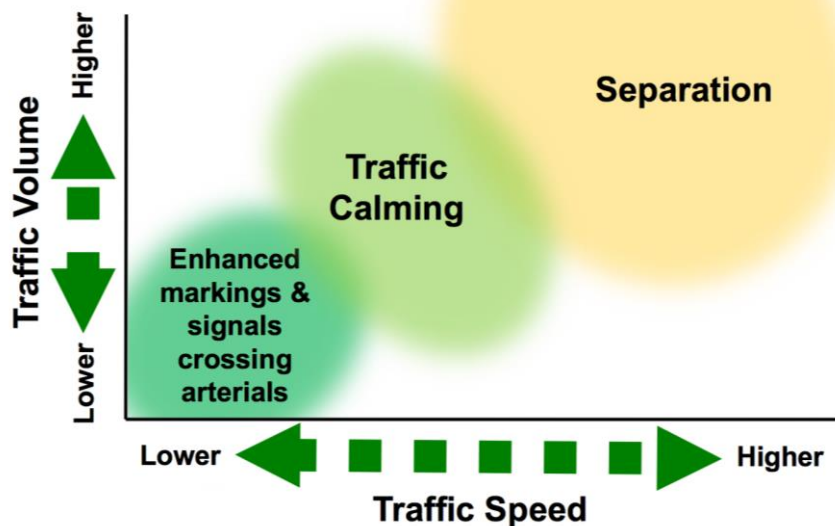 Higher
Traffic Volume
Lower
Separation
Traffic
Calming
Enhanced
markings &
signals
crossing
arterials
Lower
Higher
Traffic Speed